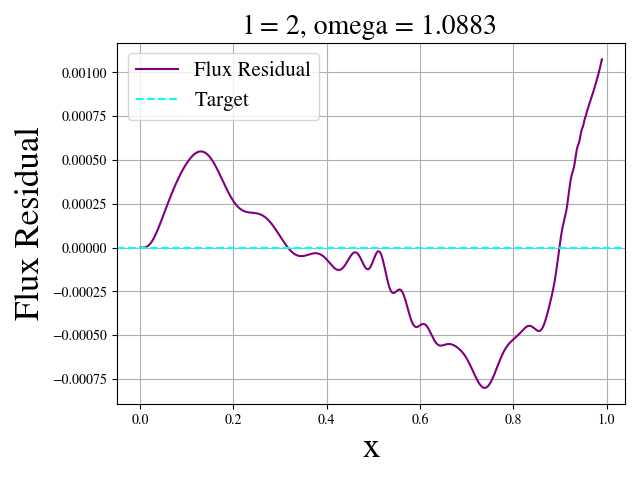 l = 2, omega = 1.0883
Flux Residual
Target
Flux Residual
0.00100
0.00075
0.00050
0.00025
0.00000
−0.00025
−0.00050
−0.00075
0.0 0.2 0.4 0.6 0.8 1.0
x